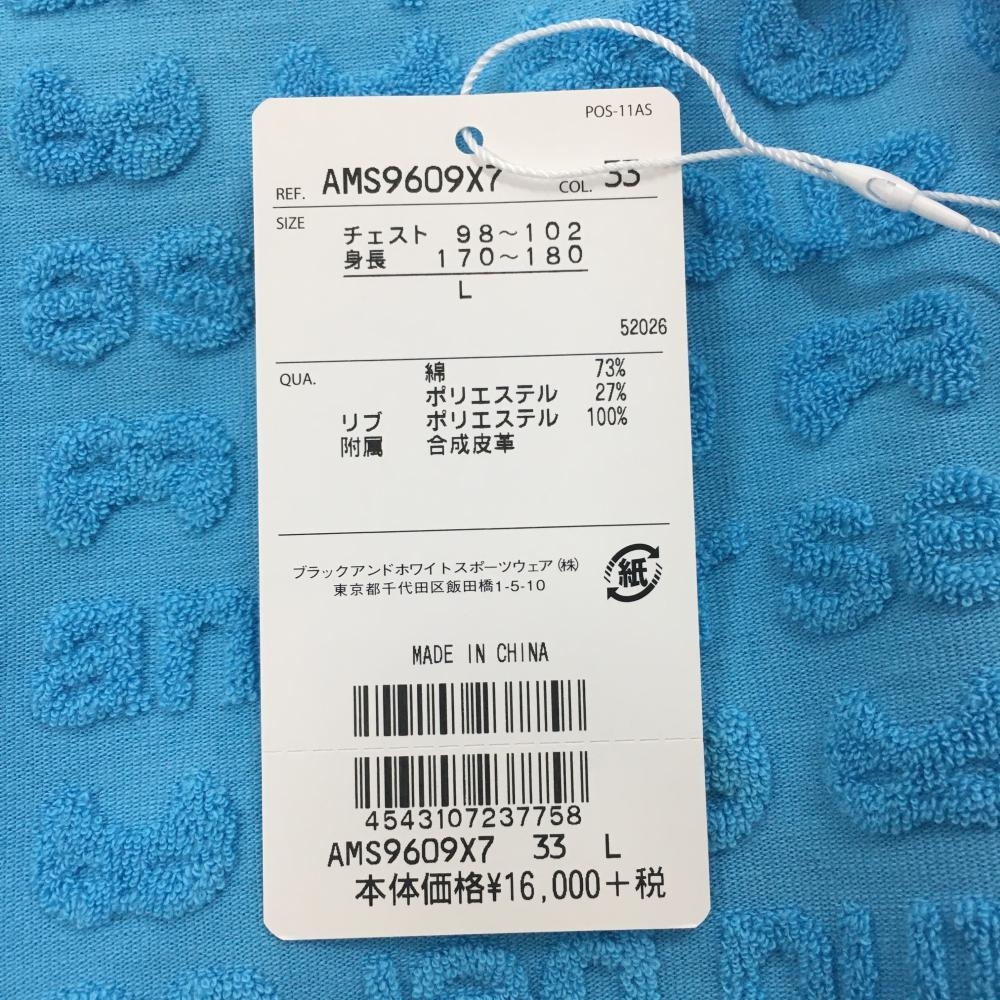 POS-11AS
REF. AMS9609X7 COL. 33
SIZE
チェスト 98～102
身長 170～180
L
52026
QUA. 綿 73%
ポリエステル 27%
リブ ポリエステル 100%
附属 合成皮革
ブラックアンドホワイトスポーツウェア(株)
東京都千代田区飯田橋1-5-10
紙
MADE IN CHINA
4543107237758
AMS9609X7 33 L
本体価格¥16,000+税